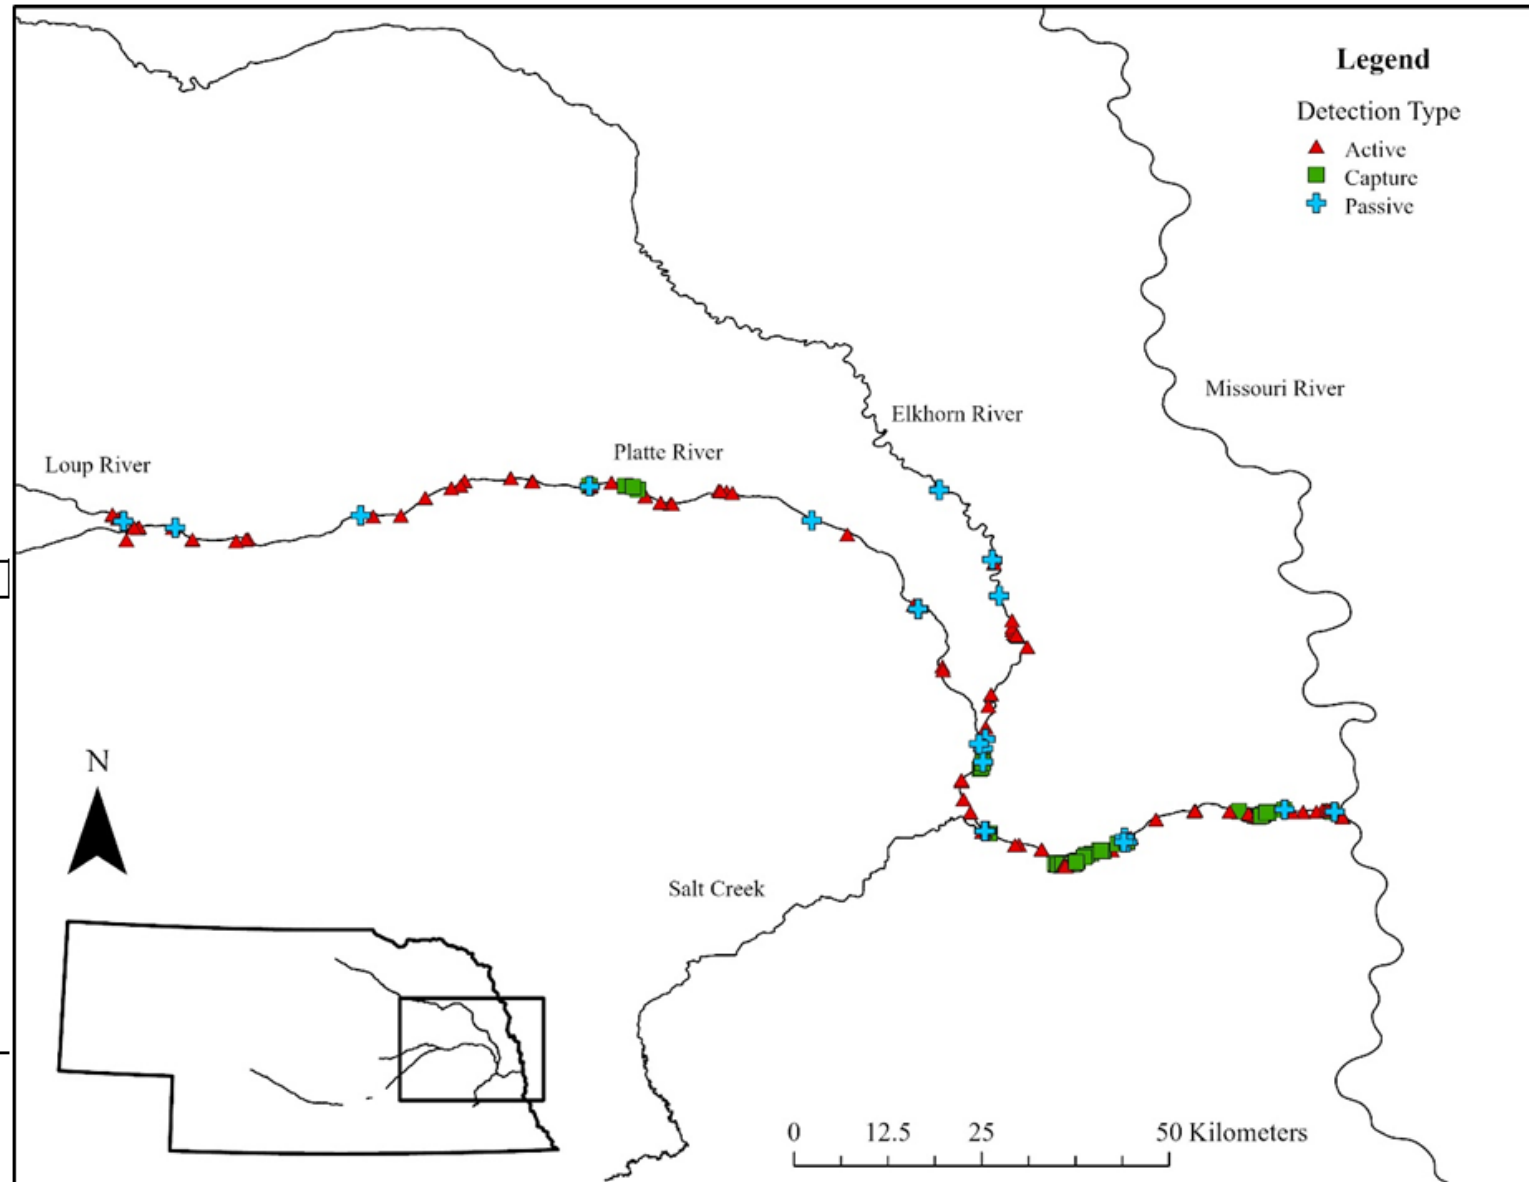 Legend
Detection Type
Active
Capture
Passive
Missouri River
Elkhorn River
Platte River
Loup River
N
Salt Creek
0 12.5 25 50 Kilometers